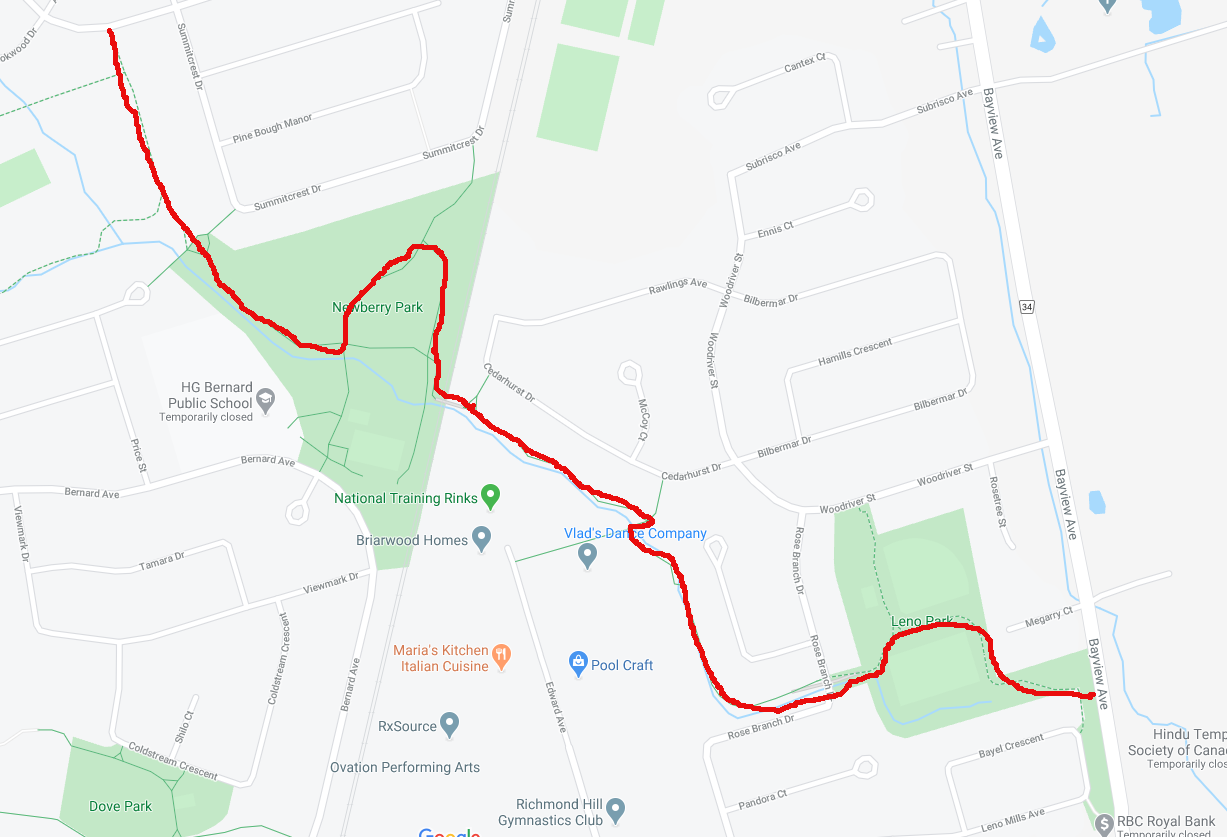 okwood Dr
Summitcrest Dr
Sum
Cantex Ct
Subrisco Ave
Bayview Ave
Pine Bough Manor
Summitcrest Dr
Subrisco Ave
Summitcrest Dr
Ennis Ct
Woodriver St
Rawlings Ave
Bilbermar Dr
Newberry Park
34
Woodriver St
Hamills Crescent
HG Bernard
Public School
Temporarily closed
Cedarhurst Dr
McCoy Ct
Bilbermar Dr
Price St
Bilbermar Dr
Bernard Ave
Cedarhurst Dr
Woodriver St
Bernard Ave
Woodriver St
Rosetree St
Bayview Ave
National Training Rinks
Viewmark Dr
Briarwood Homes
Vlad's Dance Company
Rose Branch Dr
Tamara Dr
Viewmark Dr
Leno Park
Megarry Ct
Coldstream Crescent
Maria's Kitchen
Italian Cuisine
Pool Craft
Rose Branch
Bayview Ave
Bernard Ave
Edward Ave
Shilo Ct
RxSource
Rose Branch Dr
Coldstream Crescent
Ovation Performing Arts
Bayel Crescent
Hindu Temp
Society of Cana
Temporarily clos
Dove Park
Pandora Ct
Richmond Hill
Gymnastics Club
Leno Mills Ave
RBC Royal Bank
Temporarily closed
Google